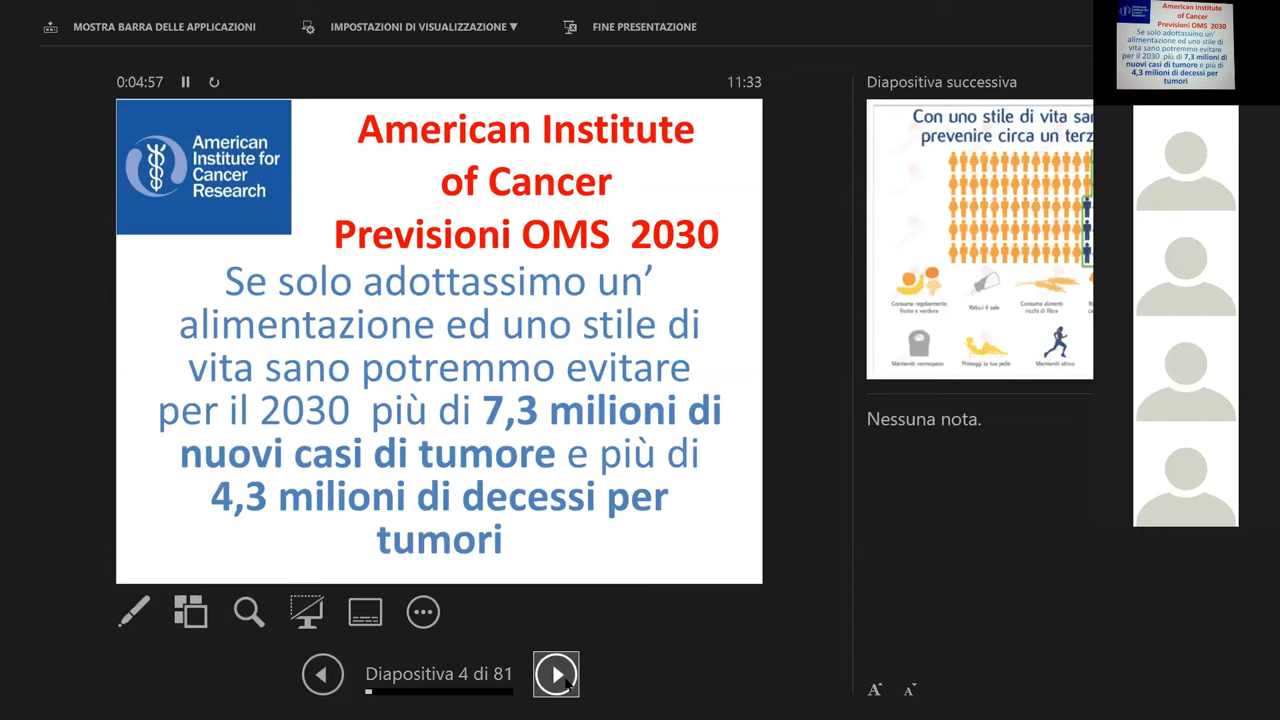 MOSTRA BARRA DELLE APPLICAZIONI
IMPOSTAZIONI DI VISUALIZZAZIONE ▼
FINE PRESENTAZIONE
0:04:57
11:33
American
Institute for
Cancer
Research
American Institute
of Cancer
Previsioni OMS 2030
Se solo adottassimo un’
alimentazione ed uno stile di
vita sano potremmo evitare
per il 2030 più di 7,3 milioni di
nuovi casi di tumore e più di
4,3 milioni di decessi per
tumori
Diapositiva 4 di 81
Diapositiva successiva
Con uno stile di vita sa
prevenire circa un terz
Consuma regolarmente
frutta e verdura
Riduci il sale
Consuma alimenti
ricchi di fibre
Mantieniti normopeso
Proteggi la tua pelle
Mantieniti attivo
Nessuna nota.
A A
American Institute
of Cancer
Previsioni OMS 2030
Se solo adottassimo un’
alimentazione ed uno stile di
vita sano potremmo evitare
per il 2030 più di 7,3 milioni di
nuovi casi di tumore e più di
4,3 milioni di decessi per
tumori